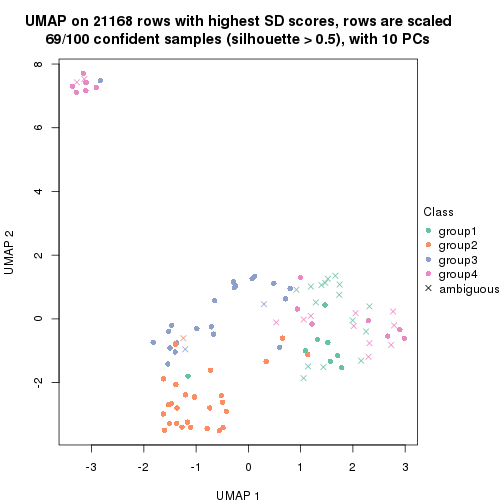 UMAP on 21168 rows with highest SD scores, rows are scaled
69/100 confident samples (silhouette > 0.5), with 10 PCs
8
6
4
2
0
-2
UMAP 2
-3
-2
-1
0
1
2
3
UMAP 1
Class
group1
group2
group3
group4
ambiguous